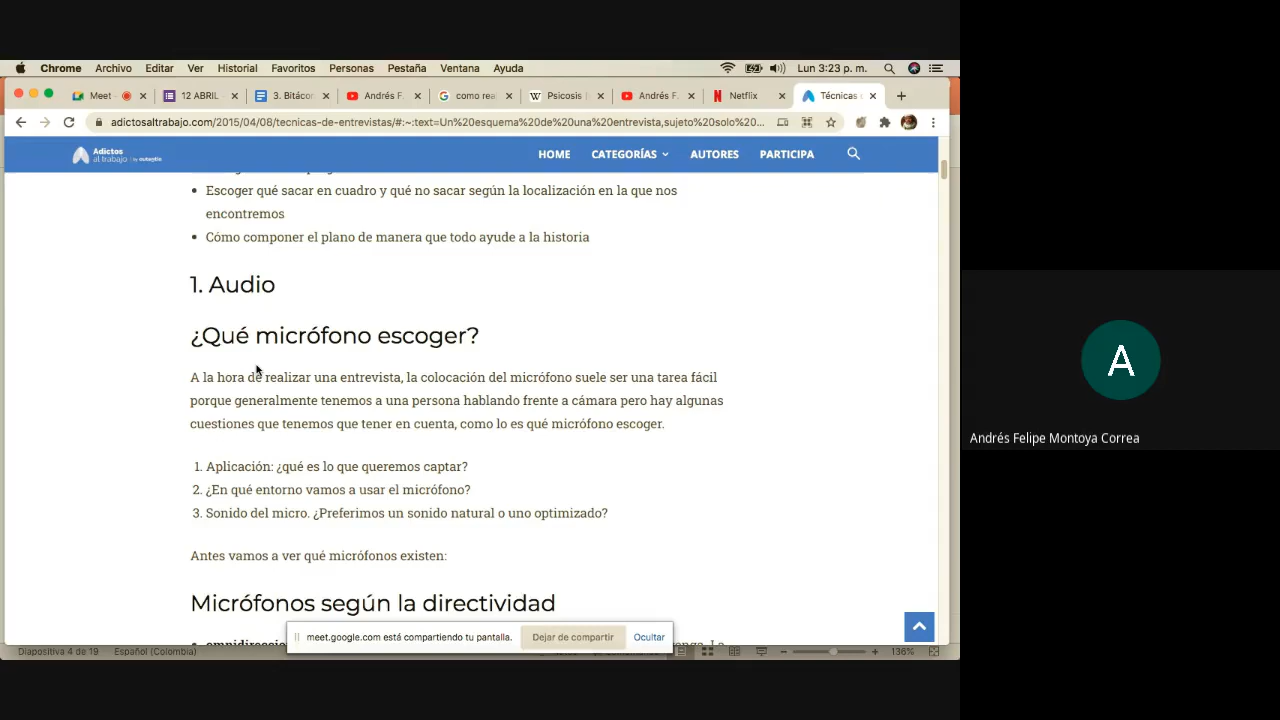 Chrome Archivo Editar Ver Historial Favoritos Personas Pestaña Ventana Ayuda Lun 3:23 p. m.
Meet 12 ABRIL 3. Bitácor Andrés F. como rea Psicosis Andrés F. Netflix Técnicas
adictosaltrabajo.com/2015/04/08/tecnicas-de-entrevistas/#:~:text=Un%20esquema%20de%20una%20entrevista,sujeto%20solo%20...
Adictos
al trabajo
HOME CATEGORÍAS AUTORES PARTICIPA
Escoger qué sacar en cuadro y qué no sacar según la localización en la que nos
encontremos
Cómo componer el plano de manera que todo ayude a la historia
1. Audio
¿Qué micrófono escoger?
A la hora de realizar una entrevista, la colocación del micrófono suele ser una tarea fácil
porque generalmente tenemos a una persona hablando frente a cámara pero hay algunas
cuestiones que tenemos que tener en cuenta, como lo es qué micrófono escoger.
1. Aplicación: ¿qué es lo que queremos captar?
2. ¿En qué entorno vamos a usar el micrófono?
3. Sonido del micro. ¿Preferimos un sonido natural o uno optimizado?
Antes vamos a ver qué micrófonos existen:
Micrófonos según la directividad
meet.google.com está compartiendo tu pantalla. Dejar de compartir Ocultar
Diapositiva 4 de 19 Español (Colombia) 136%
A
Andrés Felipe Montoya Correa